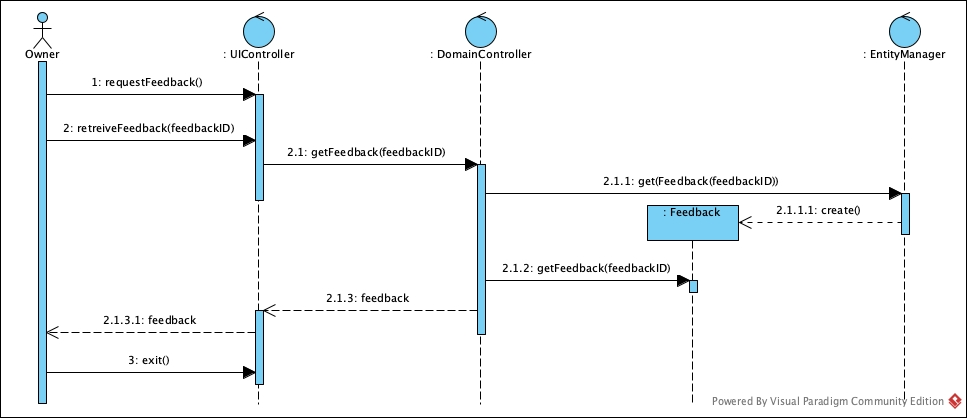 Owner
: UIController
: DomainController
: EntityManager
1: requestFeedback()
2: retreiveFeedback(feedbackID)
2.1: getFeedback(feedbackID)
2.1.1: get(Feedback(feedbackID))
: Feedback
2.1.1.1: create()
2.1.2: getFeedback(feedbackID)
2.1.3: feedback
2.1.3.1: feedback
3: exit()
Powered By Visual Paradigm Community Edition